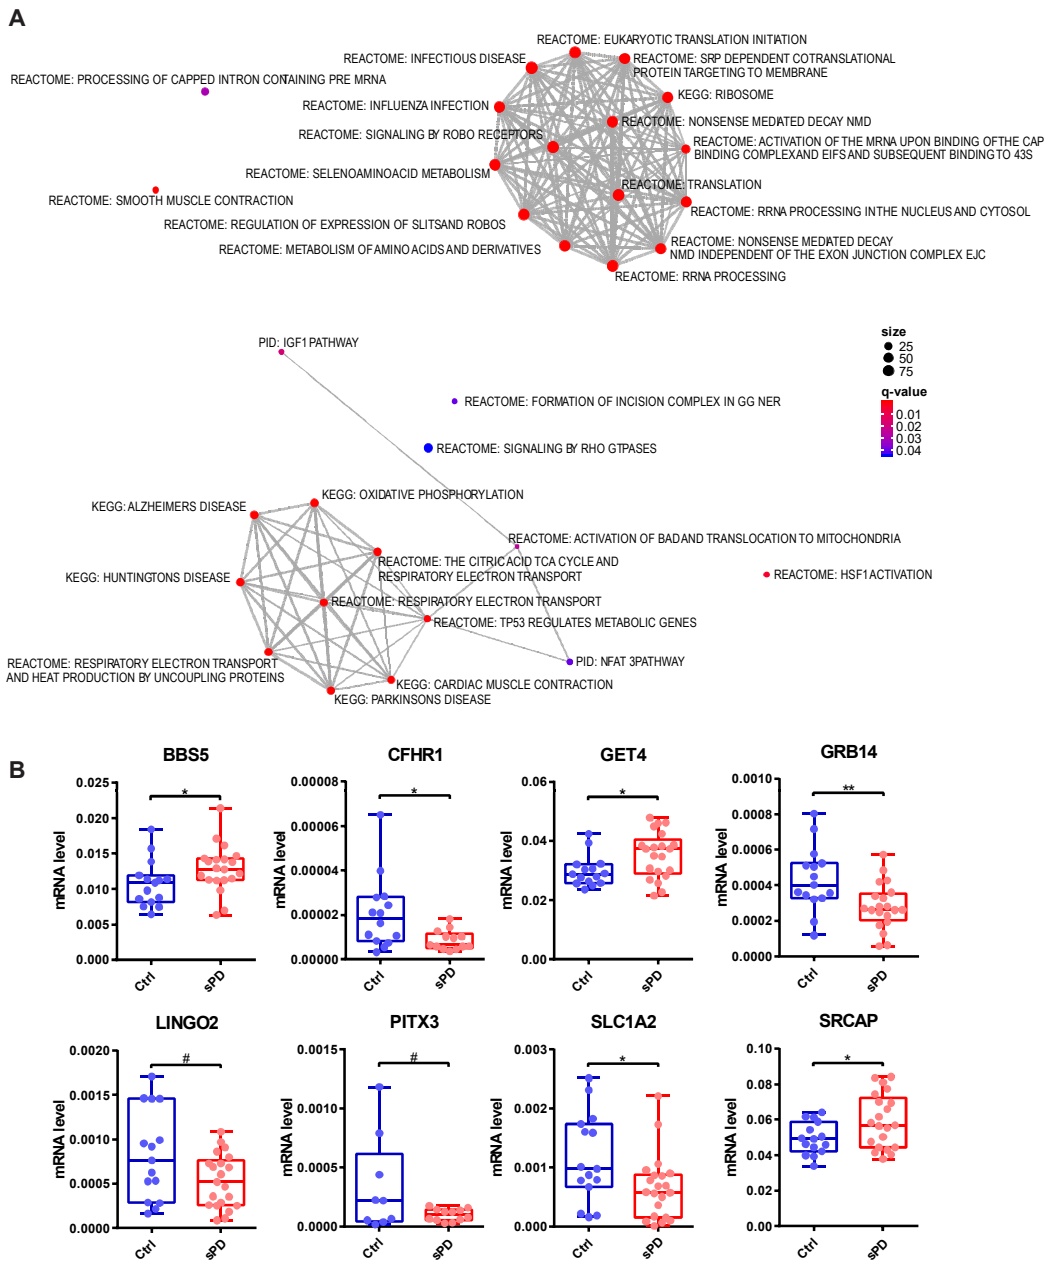 A
REACTOME: EUKARYOTIC TRANSLATION INITIATION
REACTOME: INFECTIOUS DISEASE
REACTOME: SRP DEPENDENT COTRANSLATIONAL
PROTEIN TARGETING TO MEMBRANE
REACTOME: PROCESSING OF CAPPED INTRON CONTAINING PRE MRNA
KEGG: RIBOSOME
REACTOME: INFLUENZA INFECTION
REACTOME: NONSENSE MEDIATED DECAY NMD
REACTOME: SIGNALING BY ROBO RECEPTORS
REACTOME: ACTIVATION OF THE MRNA UPON BINDING OF THE CAP
BINDING COMPLEX AND EIFS AND SUBSEQUENT BINDING TO 43S
REACTOME: SELENOAMINOACID METABOLISM
REACTOME: TRANSLATION
REACTOME: SMOOTH MUSCLE CONTRACTION
REACTOME: RRNA PROCESSING IN THE NUCLEUS AND CYTOSOL
REACTOME: REGULATION OF EXPRESSION OF SLITS AND ROBOS
REACTOME: METABOLISM OF AMINO ACIDS AND DERIVATIVES
REACTOME: NONSENSE MEDIATED DECAY
NMD INDEPENDENT OF THE EXON JUNCTION COMPLEX EJC
REACTOME: RRNA PROCESSING
PID: IGF1 PATHWAY
size
25
50
75
q-value
0.01
0.02
0.03
0.04
REACTOME: FORMATION OF INCISION COMPLEX IN GG NER
REACTOME: SIGNALING BY RHO GTPASES
KEGG: OXIDATIVE PHOSPHORYLATION
KEGG: ALZHEIMERS DISEASE
REACTOME: ACTIVATION OF BAD AND TRANSLOCATION TO MITOCHONDRIA
REACTOME: THE CITRIC ACID TCA CYCLE AND
RESPIRATORY ELECTRON TRANSPORT
KEGG: HUNTINGTONS DISEASE
REACTOME: HSF1 ACTIVATION
REACTOME: RESPIRATORY ELECTRON TRANSPORT
REACTOME: TP53 REGULATES METABOLIC GENES
REACTOME: RESPIRATORY ELECTRON TRANSPORT
AND HEAT PRODUCTION BY UNCOUPLING PROTEINS
PID: NFAT 3PATHWAY
KEGG: CARDIAC MUSCLE CONTRACTION
KEGG: PARKINSONS DISEASE
B
BBS5
mRNA level
0.025
0.020
0.015
0.010
0.005
0.000
*
Ctrl
sPD
CFHR1
mRNA level
0.00008
0.00006
0.00004
0.00002
0.00000
*
Ctrl
sPD
GET4
mRNA level
0.06
0.04
0.02
0.00
*
Ctrl
sPD
GRB14
mRNA level
0.0010
0.0008
0.0006
0.0004
0.0002
0.0000
**
Ctrl
sPD
LINGO2
mRNA level
0.0020
0.0015
0.0010
0.0005
0.0000
#
Ctrl
sPD
PITX3
mRNA level
0.0015
0.0010
0.0005
0.0000
#
Ctrl
sPD
SLC1A2
mRNA level
0.003
0.002
0.001
0.000
*
Ctrl
sPD
SRCAP
mRNA level
0.10
0.08
0.06
0.04
0.02
0.00
*
Ctrl
sPD